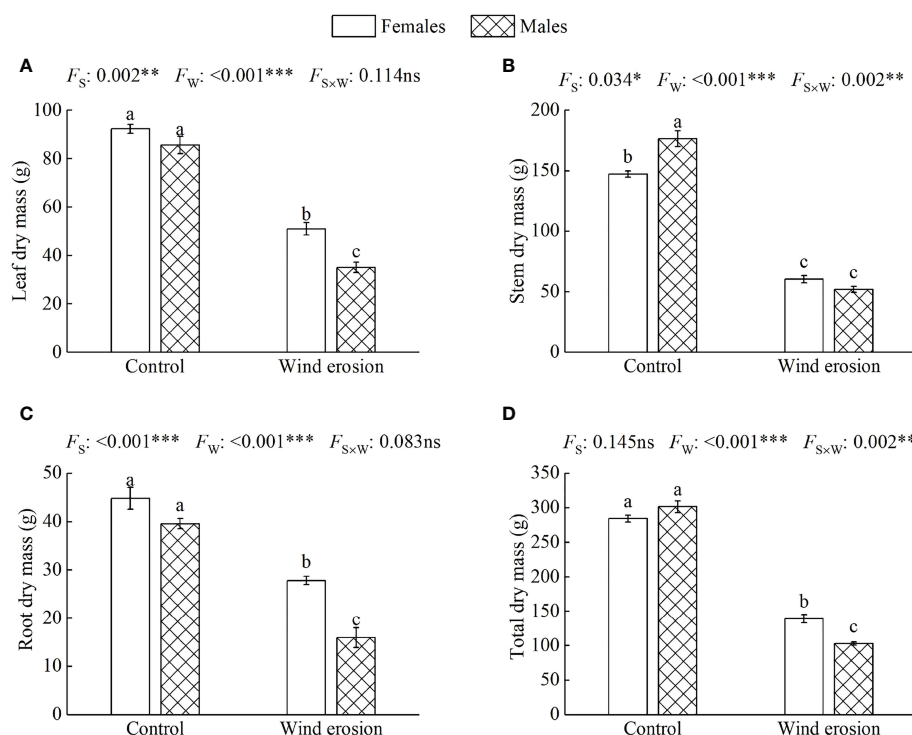 Females Males
A
F_S: 0.002** F_W: <0.001*** F_S×W: 0.114ns
100
80
60
40
20
0
Leaf dry mass (g)
a a b c
Control Wind erosion
B
F_S: 0.034* F_W: <0.001*** F_S×W: 0.002**
200
150
100
50
0
Stem dry mass (g)
b a c c
Control Wind erosion
C
F_S: <0.001*** F_W: <0.001*** F_S×W: 0.083ns
50
40
30
20
10
0
Root dry mass (g)
a a b c
Control Wind erosion
D
F_S: 0.145ns F_W: <0.001*** F_S×W: 0.002**
350
300
250
200
150
100
50
0
Total dry mass (g)
a a b c
Control Wind erosion